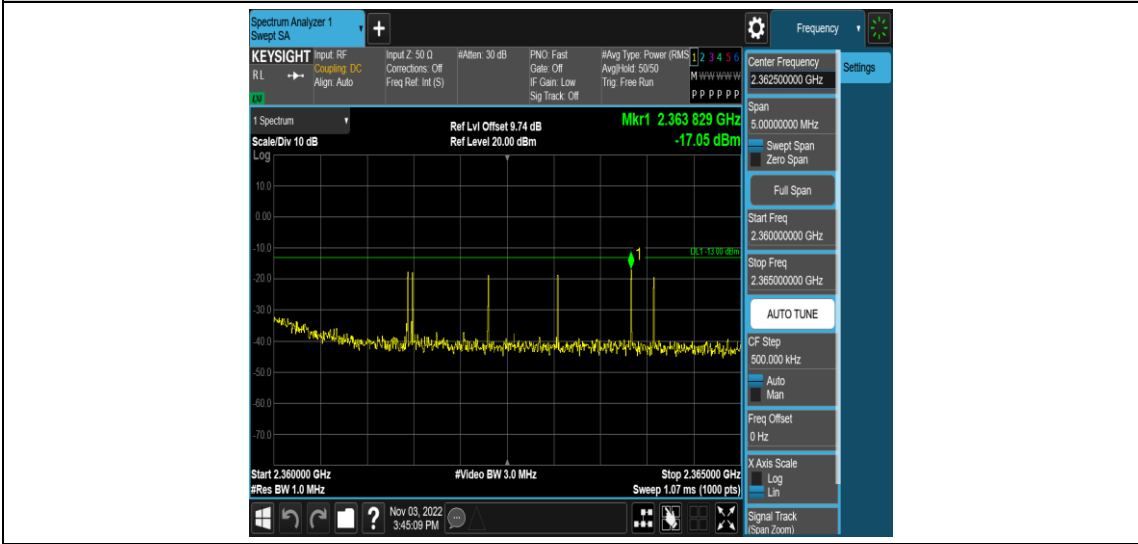 Spectrum Analyzer 1
Swept SA
+
Frequency
KEYSIGHT
RL
LXI
Input: RF
Coupling: DC
Align: Auto
Input Z: 50 Ω
Corrections: Off
Freq Ref: Int (S)
#Atten: 30 dB
PNO: Fast
Gate: Off
IF Gain: Low
Sig Track: Off
#Avg Type: Power (RMS
Avg|Hold: 50/50
Trig: Free Run
1 2 3 4 5 6
M W W W W W
P P P P P P
1 Spectrum
Scale/Div 10 dB
Log
Ref Lvl Offset 9.74 dB
Ref Level 20.00 dBm
Mkr1 2.363 829 GHz
-17.05 dBm
10.0
0.00
-10.0
-20.0
-30.0
-40.0
-50.0
-60.0
-70.0
DL1 -13.00 dBm
1
Start 2.360000 GHz
#Res BW 1.0 MHz
#Video BW 3.0 MHz
Stop 2.365000 GHz
Sweep 1.07 ms (1000 pts)
Nov 03, 2022
3:45:09 PM
?
Center Frequency
2.362500000 GHz
Settings
Span
5.00000000 MHz
Swept Span
Zero Span
Full Span
Start Freq
2.360000000 GHz
Stop Freq
2.365000000 GHz
AUTO TUNE
CF Step
500.000 kHz
Auto
Man
Freq Offset
0 Hz
X Axis Scale
Log
Lin
Signal Track
(Span Zoom)